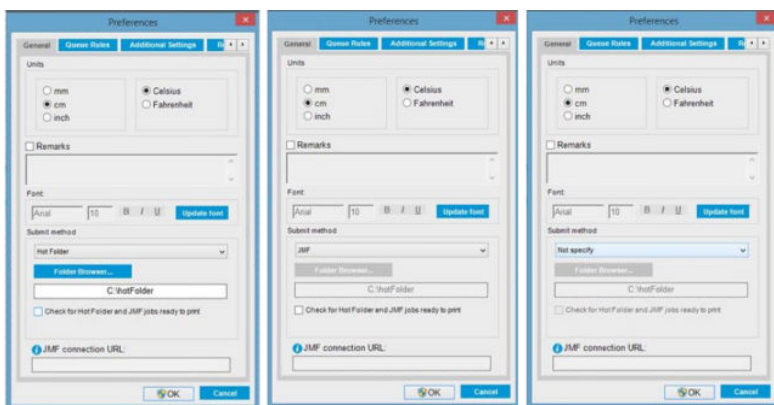 Preferences
General Queue Rules Additional Settings
Units
mm Celsius
cm Fahrenheit
inch
Remarks
Font:
Arial 10 B I U Update font
Submit method
Hot Folder
Folder Browser...
C:\hotFolder
Check for Hot Folder and JMF jobs ready to print
JMF connection URL:
OK Cancel
Preferences
General Queue Rules Additional Settings
Units
mm Celsius
cm Fahrenheit
inch
Remarks
Font:
Arial 10 B I U Update font
Submit method
JMF
Folder Browser...
C:\hotFolder
Check for Hot Folder and JMF jobs ready to print
JMF connection URL:
OK Cancel
Preferences
General Queue Rules Additional Settings
Units
mm Celsius
cm Fahrenheit
inch
Remarks
Font:
Arial 10 B I U Update font
Submit method
Not specify
Folder Browser...
C:\hotFolder
Check for Hot Folder and JMF jobs ready to print
JMF connection URL:
OK Cancel